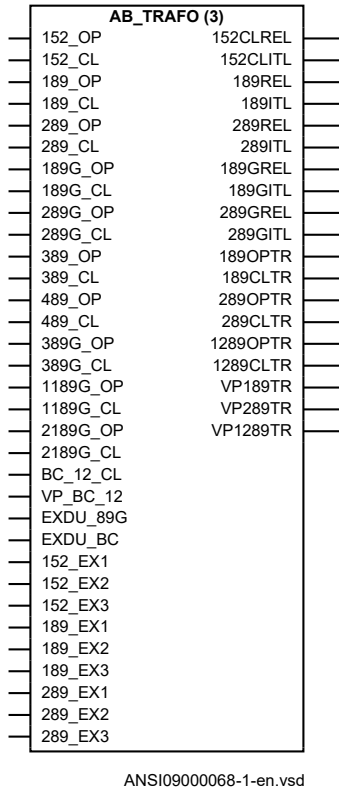 AB_TRAFO (3)
152_OP 152CLREL
152_CL 152CLITL
189_OP 189REL
189_CL 189ITL
289_OP 289REL
289_CL 289ITL
189G_OP 189GREL
189G_CL 189GITL
289G_OP 289GREL
289G_CL 289GITL
389_OP 189OPTR
389_CL 189CLTR
489_OP 289OPTR
489_CL 289CLTR
389G_OP 1289OPTR
389G_CL 1289CLTR
1189G_OP VP189TR
1189G_CL VP289TR
2189G_OP VP1289TR
2189G_CL
BC_12_CL
VP_BC_12
EXDU_89G
EXDU_BC
152_EX1
152_EX2
152_EX3
189_EX1
189_EX2
189_EX3
289_EX1
289_EX2
289_EX3
ANSI09000068-1-en.vsd